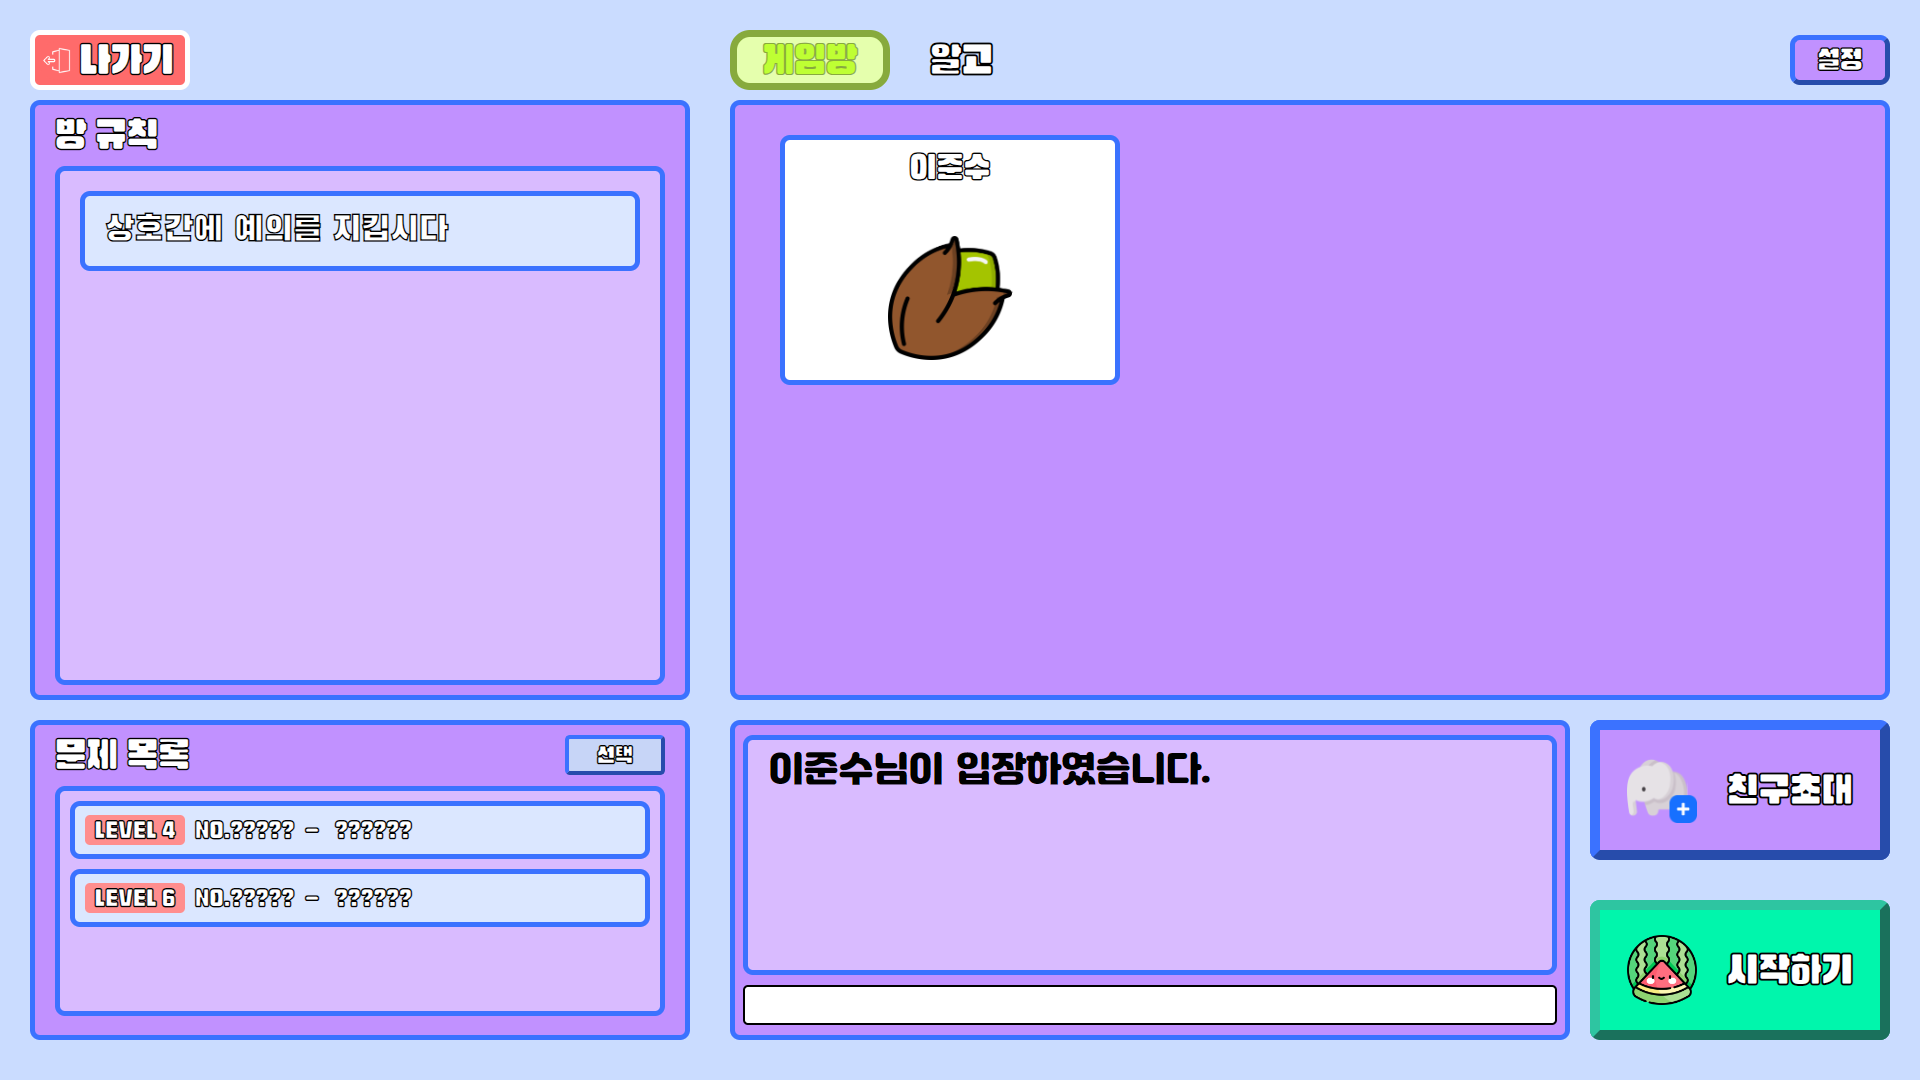 나가기
게임방
알고
설정
방 규칙
상호간에 예의를 지킵시다
이준수
문제 목록
선택
LEVEL 4 NO.????? - ??????
LEVEL 6 NO.????? - ??????
이준수님이 입장하였습니다.
친구초대
시작하기